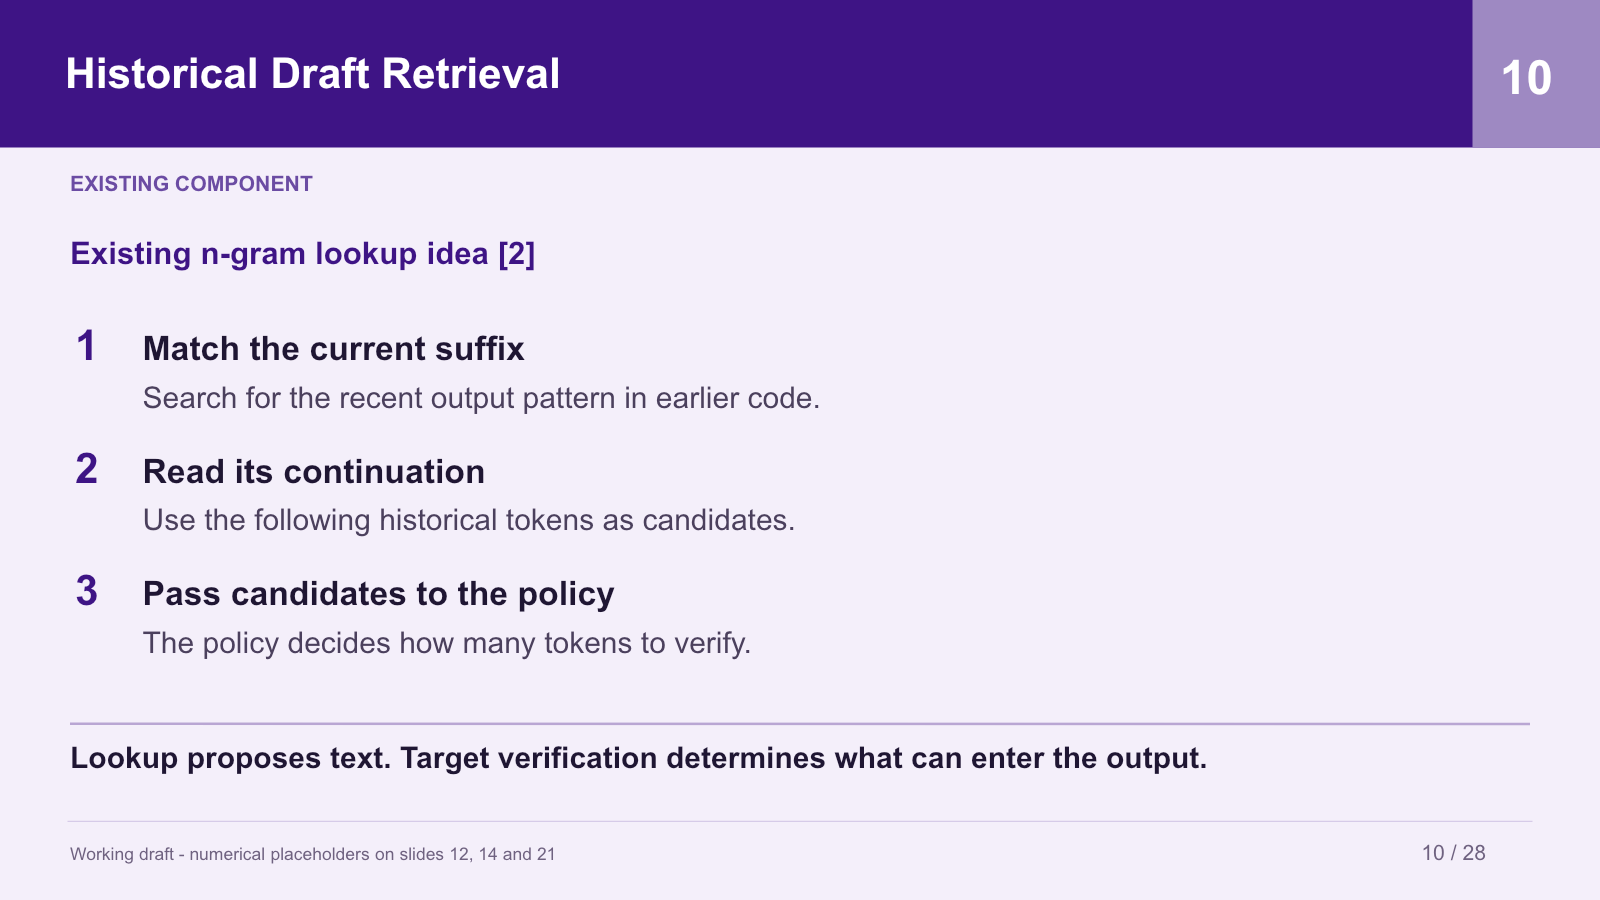 Historical Draft Retrieval
10
EXISTING COMPONENT
Existing n-gram lookup idea [2]
1 Match the current suffix
Search for the recent output pattern in earlier code.
2 Read its continuation
Use the following historical tokens as candidates.
3 Pass candidates to the policy
The policy decides how many tokens to verify.
Lookup proposes text. Target verification determines what can enter the output.
Working draft - numerical placeholders on slides 12, 14 and 21
10 / 28